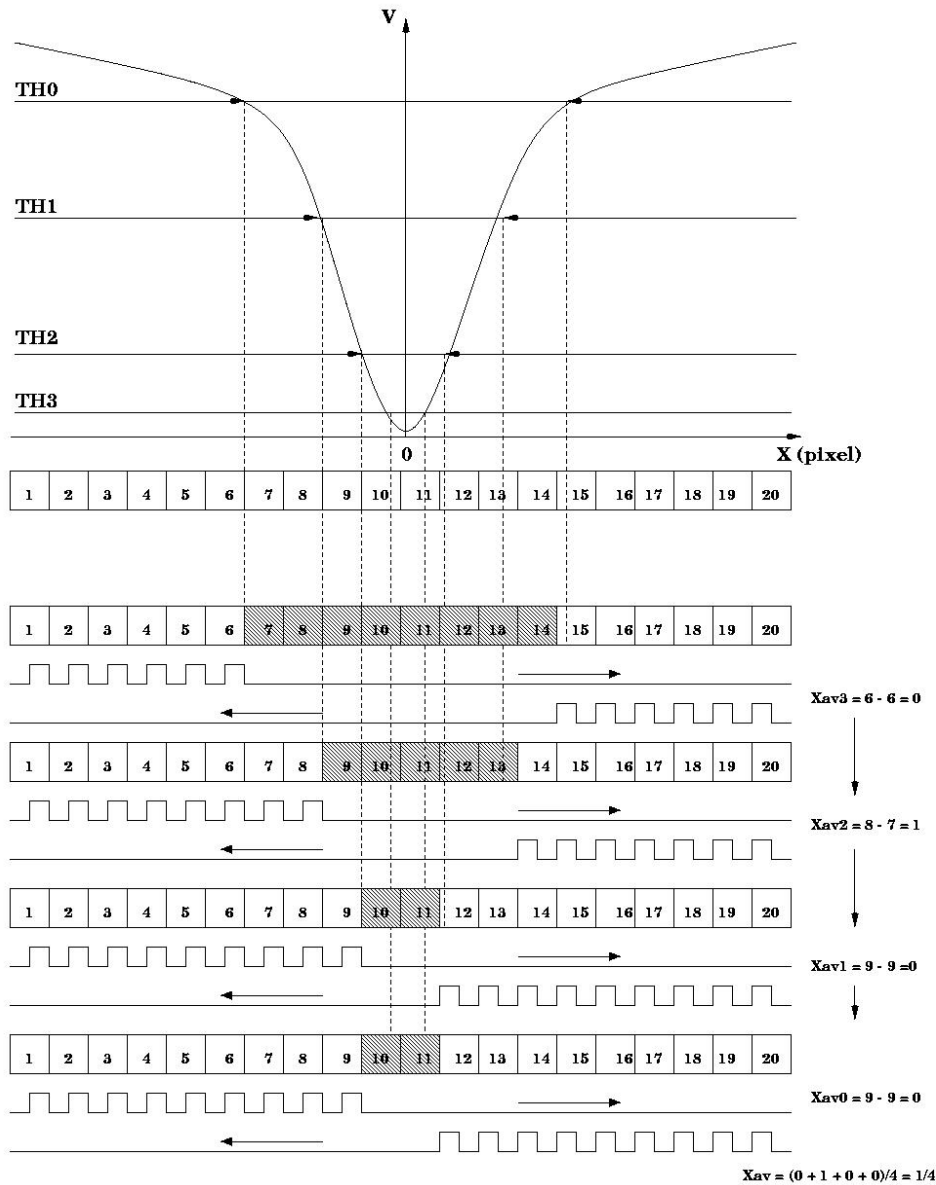 V
TH0
TH1
TH2
TH3
0
X (pixel)
1 2 3 4 5 6 7 8 9 10 11 12 13 14 15 16 17 18 19 20
1 2 3 4 5 6 7 8 9 10 11 12 13 14 15 16 17 18 19 20
Xav3 = 6 - 6 = 0
1 2 3 4 5 6 7 8 9 10 11 12 13 14 15 16 17 18 19 20
Xav2 = 8 - 7 = 1
1 2 3 4 5 6 7 8 9 10 11 12 13 14 15 16 17 18 19 20
Xav1 = 9 - 9 =0
1 2 3 4 5 6 7 8 9 10 11 12 13 14 15 16 17 18 19 20
Xav0 = 9 - 9 = 0
Xav = (0 + 1 + 0 + 0)/4 = 1/4